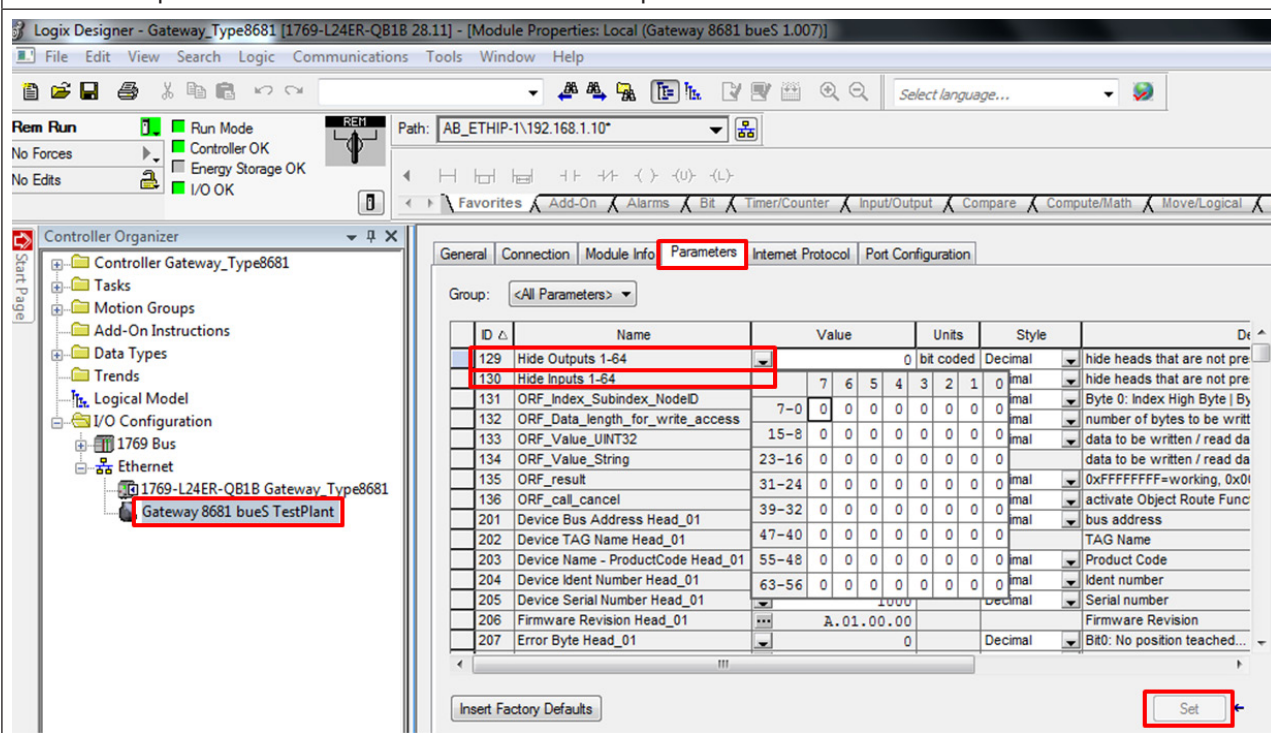 Logix Designer - Gateway_Type8681 [1769-L24ER-QB1B 28.11] - [Module Properties: Local (Gateway 8681 bueS 1.007)]
File Edit View Search Logic Communications Tools Window Help
Select language...
Rem Run
Run Mode
REM
Path: AB_ETHIP-1\192.168.1.10*
No Forces
Controller OK
Energy Storage OK
No Edits
I/O OK
Favorites Add-On Alarms Bit Timer/Counter Input/Output Compare Compute/Math Move/Logical
Start Page
Controller Organizer
Controller Gateway_Type8681
Tasks
Motion Groups
Add-On Instructions
Data Types
Trends
Logical Model
I/O Configuration
1769 Bus
Ethernet
1769-L24ER-QB1B Gateway_Type8681
Gateway 8681 bueS TestPlant
General Connection Module Info Parameters Internet Protocol Port Configuration
Group: <All Parameters>
ID Name Value Units Style De
129 Hide Outputs 1-64 0 bit coded Decimal hide heads that are not pre
130 Hide Inputs 1-64 imal hide heads that are not pre
131 ORF_Index_Subindex_NodeID imal Byte 0: Index High Byte | By
132 ORF_Data_length_for_write_access imal number of bytes to be writt
133 ORF_Value_UINT32 imal data to be written / read da
134 ORF_Value_String data to be written / read da
135 ORF_result imal 0xFFFFFFFF=working, 0x00
136 ORF_call_cancel imal activate Object Route Func
201 Device Bus Address Head_01 imal bus address
202 Device TAG Name Head_01 TAG Name
203 Device Name - ProductCode Head_01 imal Product Code
204 Device Ident Number Head_01 imal Ident number
205 Device Serial Number Head_01 1000 Decimal Serial number
206 Firmware Revision Head_01 ... A.01.00.00 Firmware Revision
207 Error Byte Head_01 0 Decimal Bit0: No position teached...
7 6 5 4 3 2 1 0
7-0 0 0 0 0 0 0 0 0
15-8 0 0 0 0 0 0 0 0
23-16 0 0 0 0 0 0 0 0
31-24 0 0 0 0 0 0 0 0
39-32 0 0 0 0 0 0 0 0
47-40 0 0 0 0 0 0 0 0
55-48 0 0 0 0 0 0 0 0
63-56 0 0 0 0 0 0 0 0
Insert Factory Defaults
Set